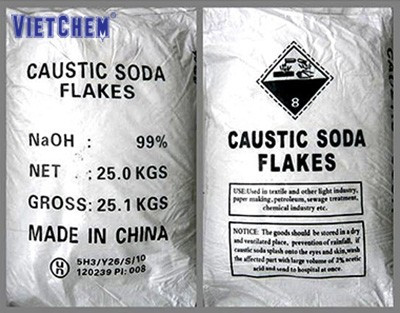 VIETCHEM
CAUSTIC SODA
FLAKES
NaOH : 99%
NET : 25.0 KGS
GROSS: 25.1 KGS
MADE IN CHINA
un
5H3/Y26/S/10
120239 PI: 008
8
CAUSTIC SODA
FLAKES
USE: Used in textile and other light industry,
paper making, petroleum, sewage treatment,
chemical industry etc.
NOTICE: The goods should be stored in a dry
and ventilated place, prevention of rainfall, if
caustic soda splash onto the eyes and skin, wash
the affected part with large volume of 2% acetic
acid and send to hospital at once.